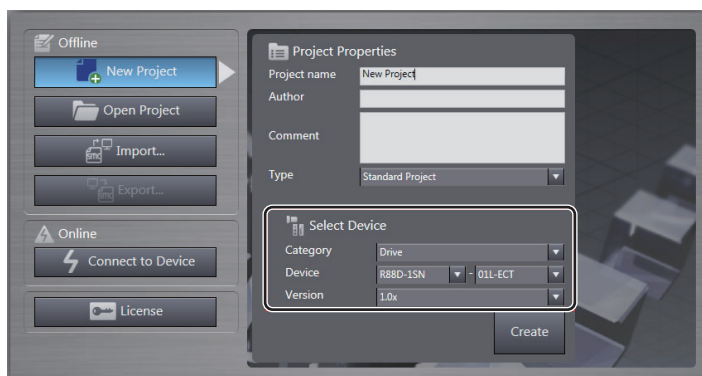 Offline
New Project
Open Project
Import...
Export...
Online
Connect to Device
License
Project Properties
Project name New Project
Author
Comment
Type Standard Project
Select Device
Category Drive
Device R88D-1SN - 01L-ECT
Version 1.0x
Create